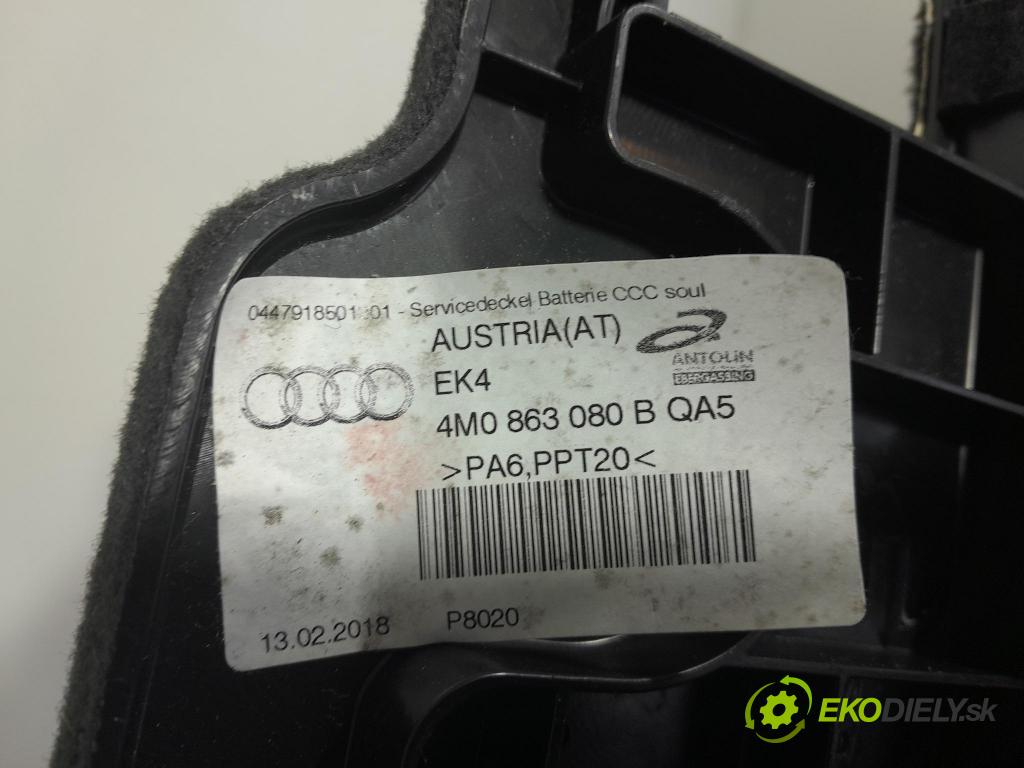 0447918501 :01 - Servicedeckel Batterie CCC soul
AUSTRIA(AT)
ANTOLIN
EBERGASSING
EK4
4M0 863 080 B QA5
>PA6,PPT20<
13.02.2018 P8020
EKODIELY.sk